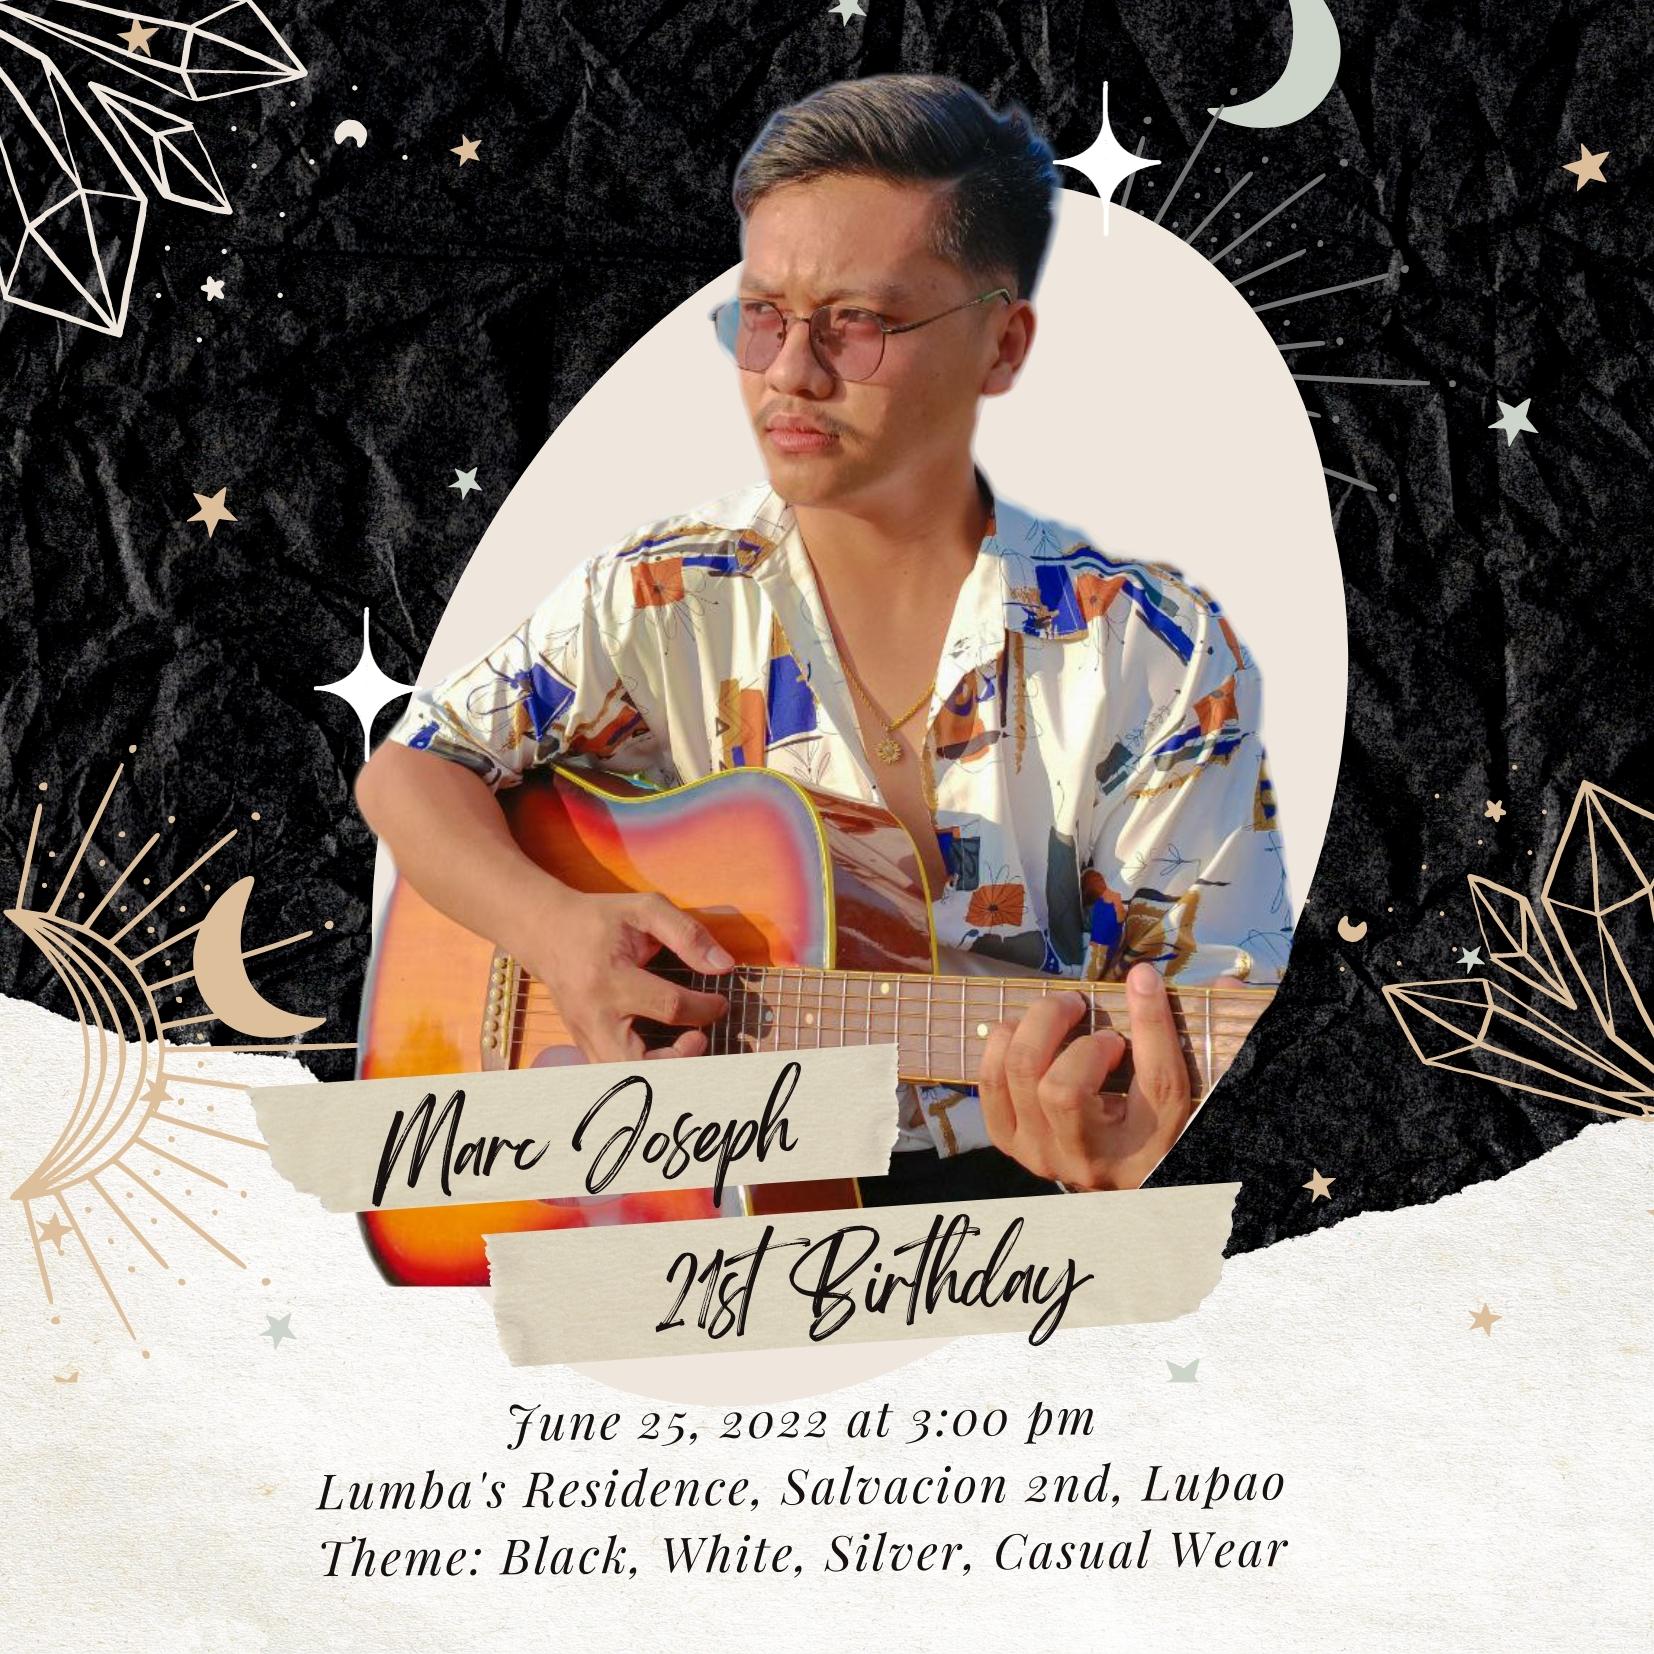 Marc Joseph
21st Birthday
June 25, 2022 at 3:00 pm
Lumba's Residence, Salvacion 2nd, Lupao
Theme: Black, White, Silver, Casual Wear